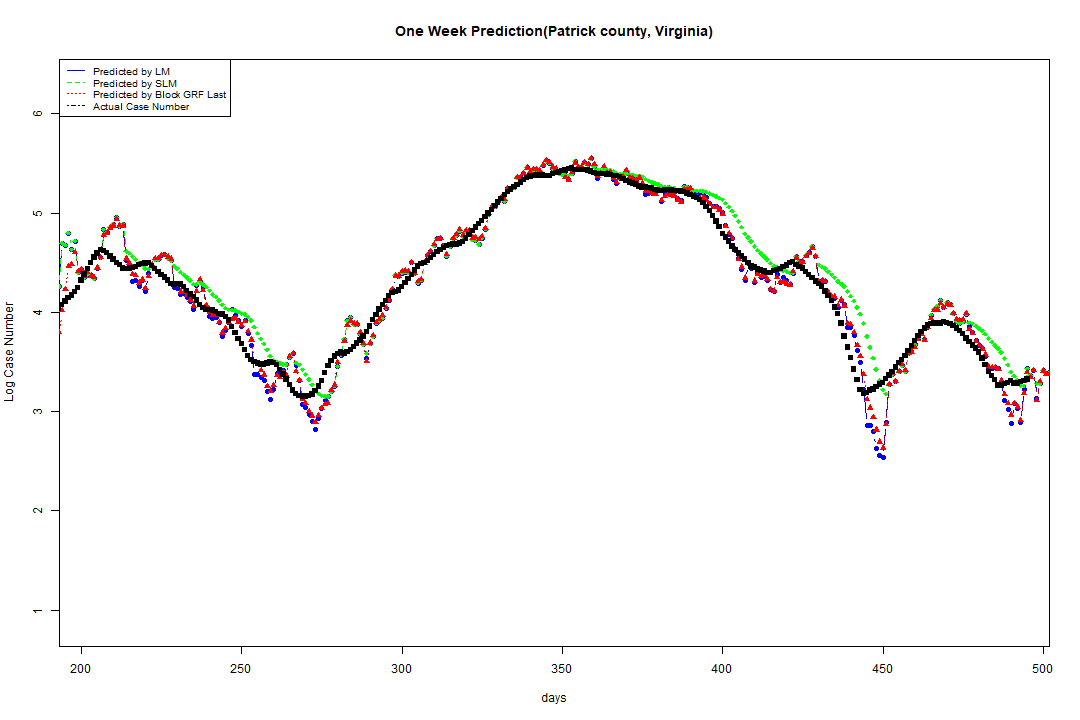 One Week Prediction(Patrick county, Virginia)
Predicted by LM
Predicted by SLM
Predicted by Block GRF Last
Actual Case Number
Log Case Number
6
5
4
3
2
1
200 250 300 350 400 450 500
days